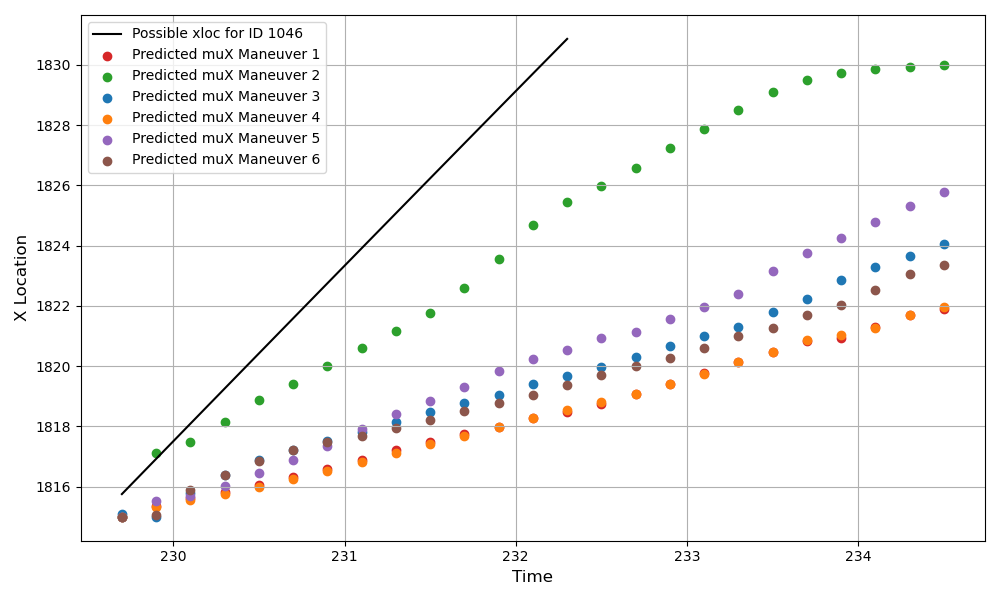 Possible xloc for ID 1046
Predicted muX Maneuver 1
Predicted muX Maneuver 2
Predicted muX Maneuver 3
Predicted muX Maneuver 4
Predicted muX Maneuver 5
Predicted muX Maneuver 6
1830
1828
1826
1824
1822
1820
1818
1816
X Location
230 231 232 233 234
Time